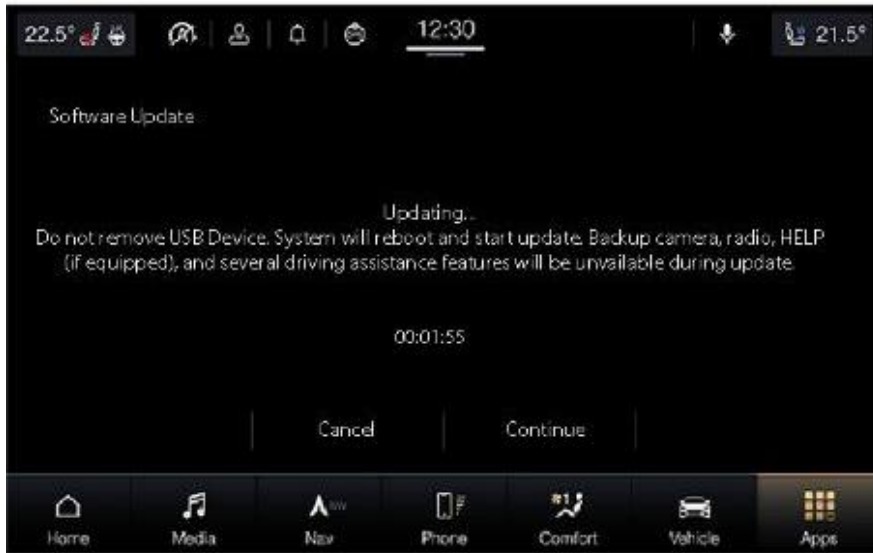 22.5° 12:30 21.5°
Software Update
Updating...
Do not remove USB Device. System will reboot and start update. Backup camera, radio, HELP
(if equipped), and several driving assistance features will be unvailable during update.
00:01:55
Cancel Continue
Home Media Nav Phone Comfort Vehicle Apps